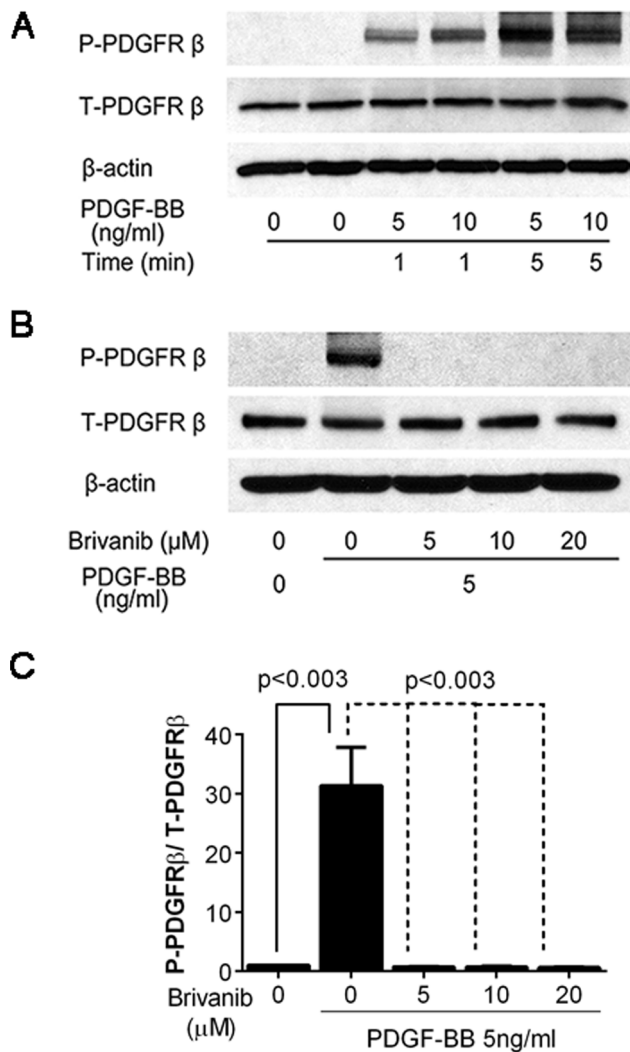 A
P-PDGFR β
T-PDGFR β
β-actin
PDGF-BB 0 0 5 10 5 10
(ng/ml)
Time (min) 1 1 5 5
B
P-PDGFR β
T-PDGFR β
β-actin
Brivanib (μM) 0 0 5 10 20
PDGF-BB 0 5
(ng/ml)
C
p<0.003 p<0.003
P-PDGFRβ/ T-PDGFRβ
40
30
20
10
0
Brivanib 0 0 5 10 20
(μM)
PDGF-BB 5ng/ml